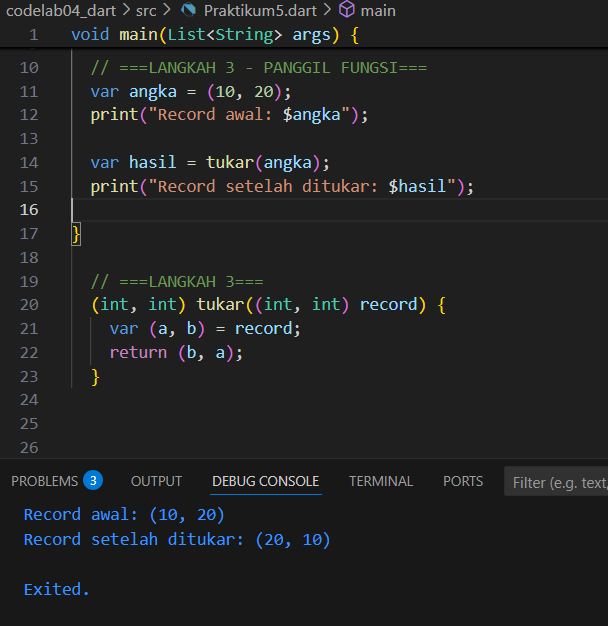 codelab04_dart > src > Praktikum5.dart > main
1 void main(List<String> args) {
10 // ===LANGKAH 3 - PANGGIL FUNGSI===
11 var angka = (10, 20);
12 print("Record awal: $angka");
13
14 var hasil = tukar(angka);
15 print("Record setelah ditukar: $hasil");
16
17 }
18
19 // ===LANGKAH 3===
20 (int, int) tukar((int, int) record) {
21 var (a, b) = record;
22 return (b, a);
23 }
24
25
26
PROBLEMS 3 OUTPUT DEBUG CONSOLE TERMINAL PORTS Filter (e.g. text,
Record awal: (10, 20)
Record setelah ditukar: (20, 10)
Exited.